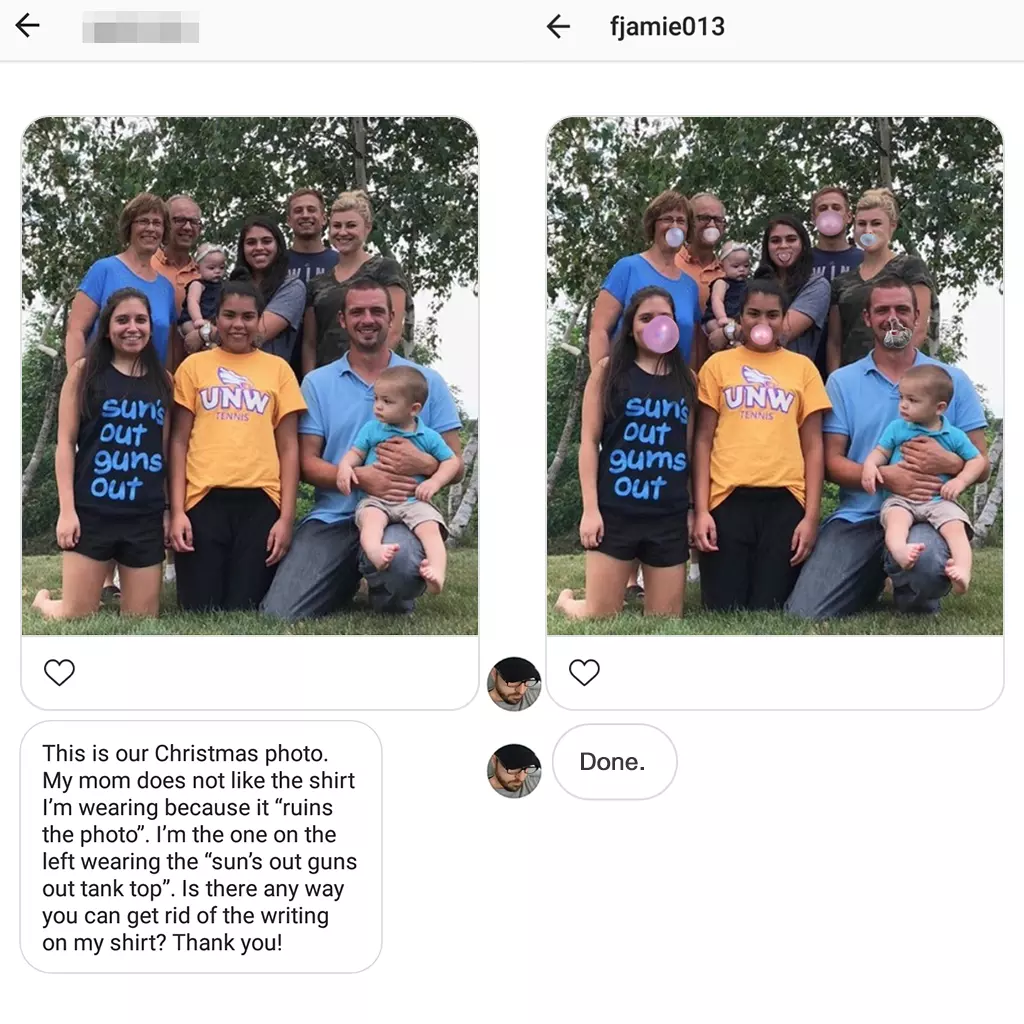 fjamie013
WIN
sun's
out
guns
out
UNW
TENNIS
WIN
sun's
out
gums
out
UNW
TENNIS
This is our Christmas photo.
My mom does not like the shirt
I'm wearing because it “ruins
the photo”. I'm the one on the
left wearing the “sun's out guns
out tank top”. Is there any way
you can get rid of the writing
on my shirt? Thank you!
Done.